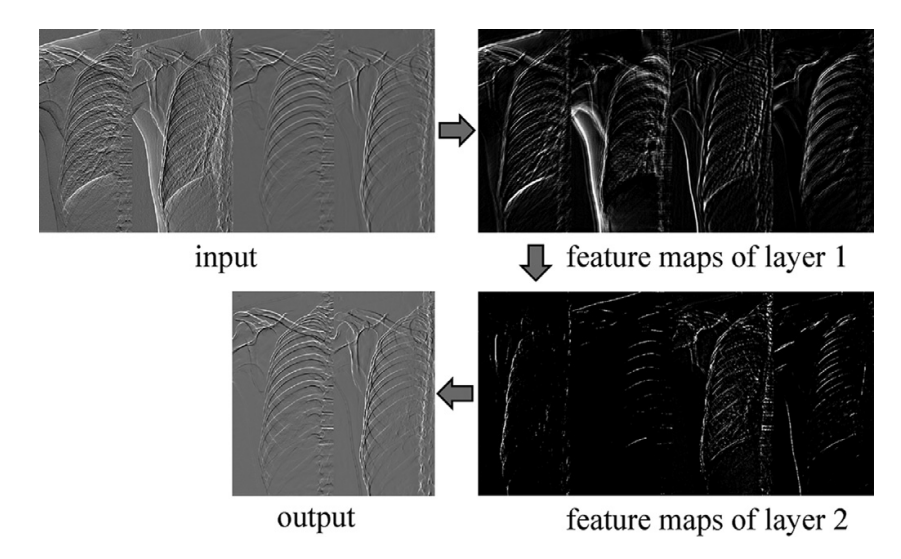 input
feature maps of layer 1
output
feature maps of layer 2